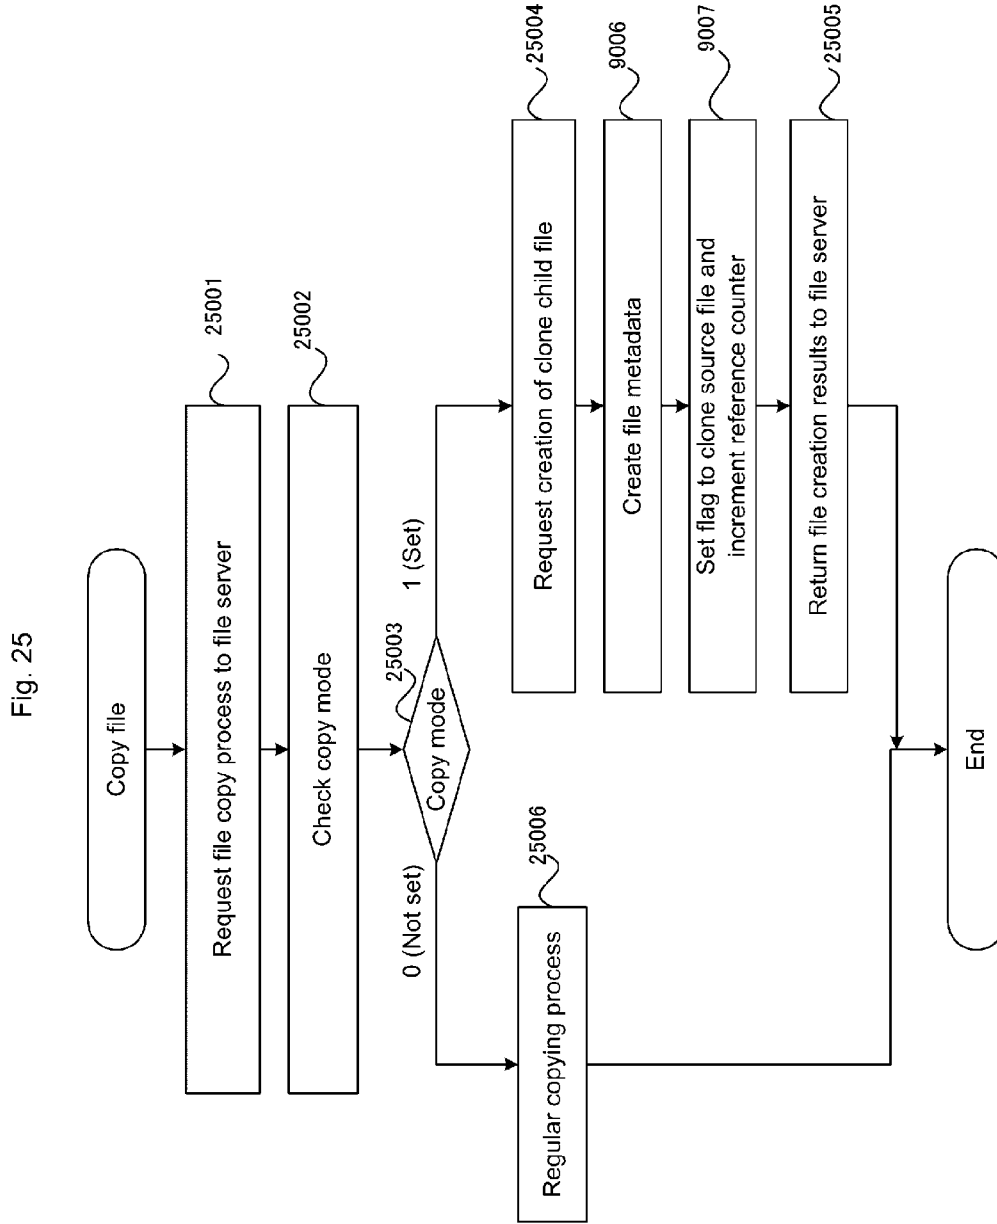 Fig. 25
Copy file
Request file copy process to file server
25001
Check copy mode
25002
Copy mode
25003
0 (Not set)
1 (Set)
Regular copying process
25006
Request creation of clone child file
25004
Create file metadata
9006
Set flag to clone source file and
increment reference counter
9007
Return file creation results to file server
25005
End